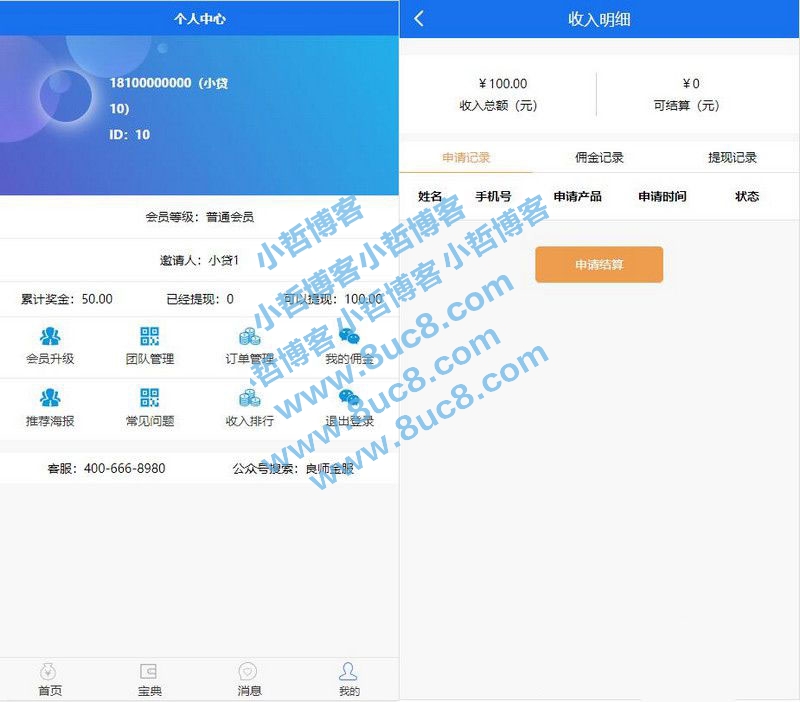 个人中心
18100000000（小贷
10)
ID：10
会员等级：普通会员
邀请人：小贷1
累计奖金：50.00 已经提现：0 可以提现：100.00
会员升级 团队管理 订单管理 我的佣金
推荐海报 常见问题 收入排行 退出登录
客服：400-666-8980 公众号搜索：良师金服
首页 宝典 消息 我的
收入明细
￥100.00 ￥0
收入总额（元） 可结算（元）
申请记录 佣金记录 提现记录
姓名 手机号 申请产品 申请时间 状态
申请结算
小哲博客
小哲博客小哲博客
小哲博客小哲博客小哲博客
www.8uc8.com
www.8uc8.com
www.8uc8.com